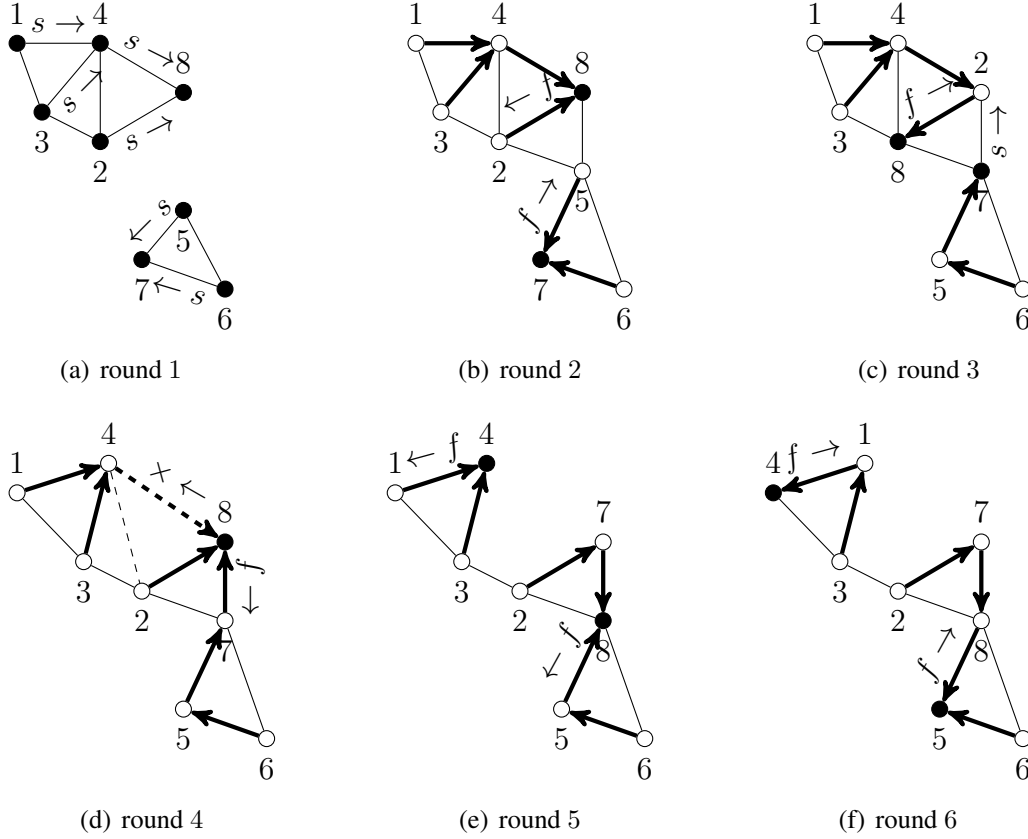 1 4 s → s → 8
s →
3 2 s →
← s 5
7 ← s
6
(a) round 1
1 4 8
← f
3 2 5
f →
7 6
(b) round 2
1 4 2
f → s →
3 8 7
5 6
(c) round 3
4 1
× ← 8
3 2 ← f
7
5 6
(d) round 4
4
1 ← f 7
3 2
← f 8
5 6
(e) round 5
1
4 f → 7
3 2
f → 8
5 6
(f) round 6